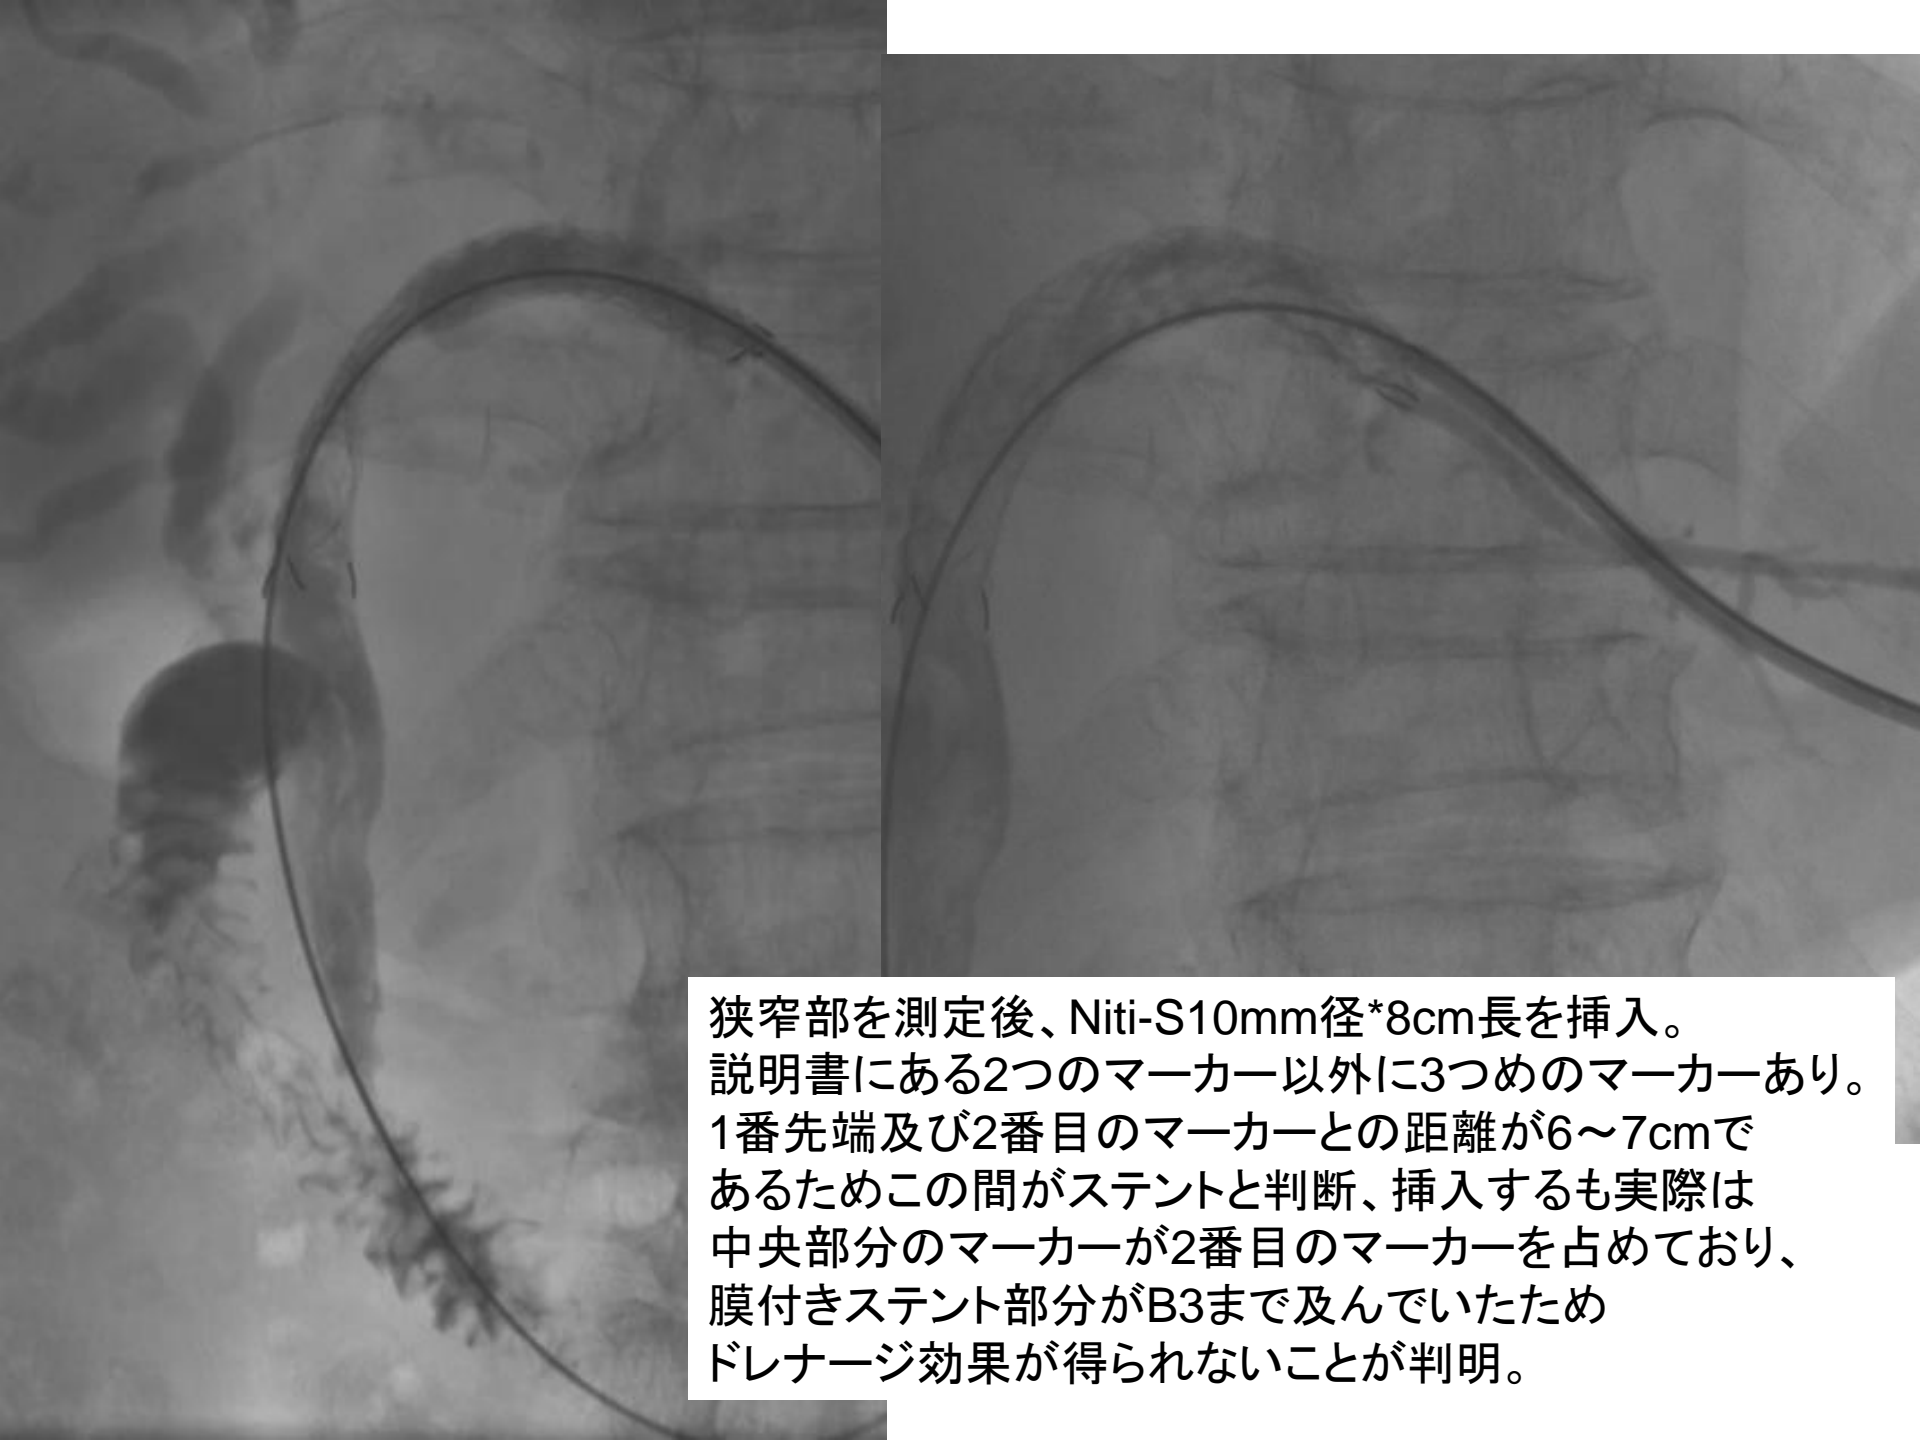 狭窄部を測定後、Niti-S10mm径*8cm長を挿入。
説明書にある2つのマーカー以外に3つめのマーカーあり。
1番先端及び2番目のマーカーとの距離が6～7cmで
あるためこの間がステントと判断、挿入するも実際は
中央部分のマーカーが2番目のマーカーを占めており、
膜付きステント部分がB3まで及んでいたため
ドレナージ効果が得られないことが判明。